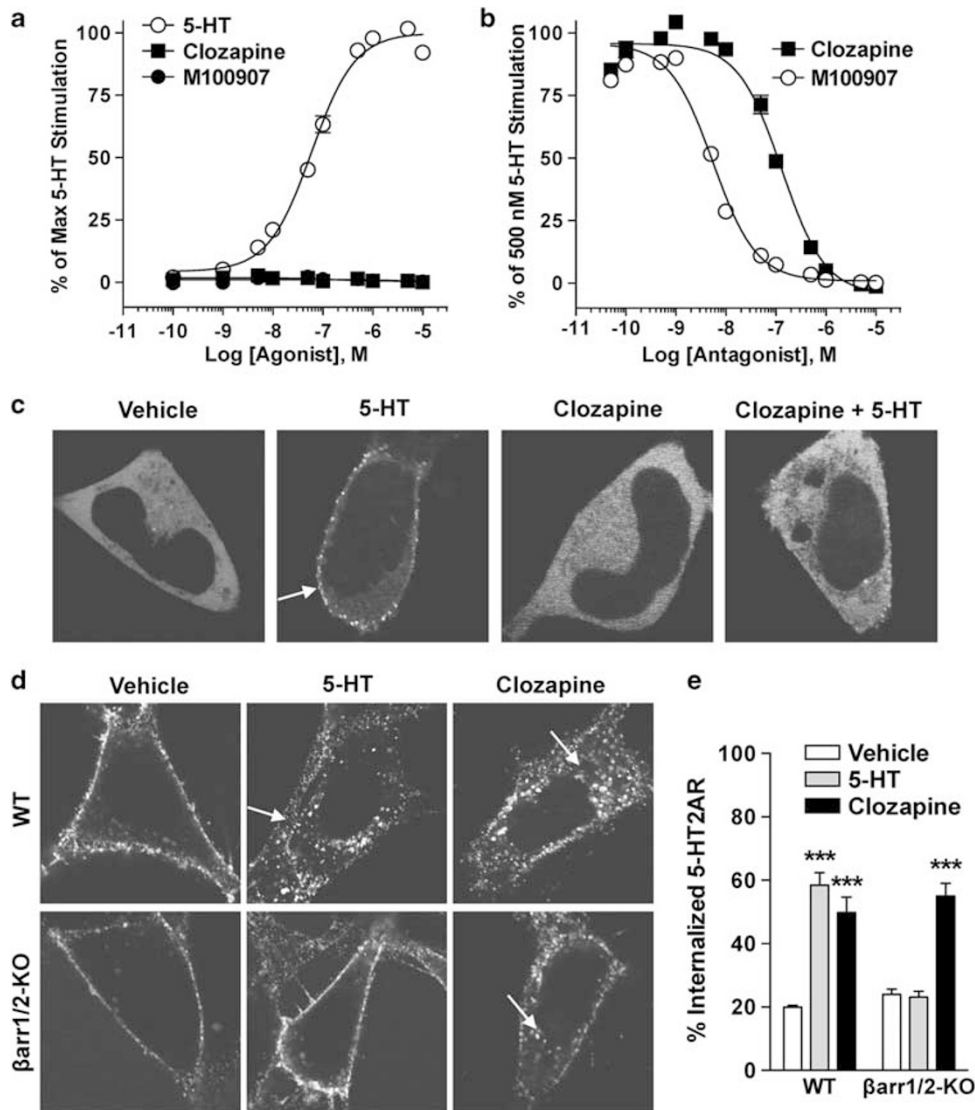 a
5-HT
Clozapine
M100907
% of Max 5-HT Stimulation
100
75
50
25
0
-11 -10 -9 -8 -7 -6 -5
Log [Agonist], M
b
Clozapine
M100907
% of 500 nM 5-HT Stimulation
100
75
50
25
0
-11 -10 -9 -8 -7 -6 -5
Log [Antagonist], M
c
Vehicle 5-HT Clozapine Clozapine + 5-HT
d
Vehicle 5-HT Clozapine
WT
βarr1/2-KO
e
Vehicle
5-HT
Clozapine
% Internalized 5-HT2AR
100
80
60
40
20
0
*** *** ***
WT βarr1/2-KO